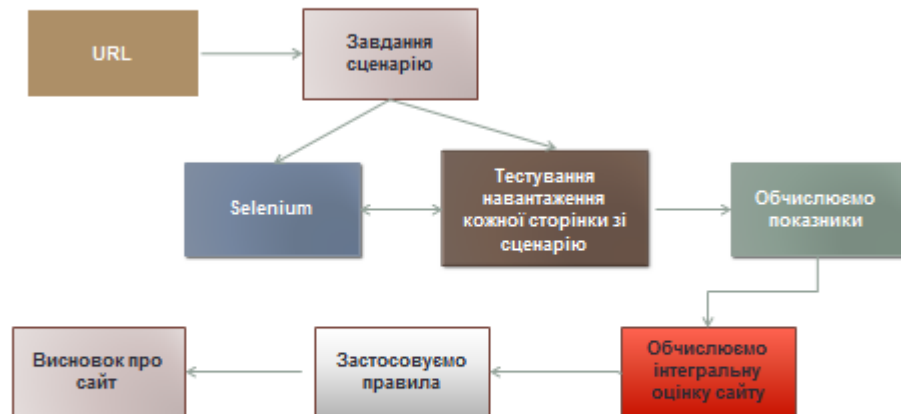 URL
Завдання
сценарію
Selenium
Тестування
навантаження
кожної сторінки зі
сценарію
Обчислюємо
показники
Висновок про
сайт
Застосовуємо
правила
Обчислюємо
інтегральну
оцінку сайту